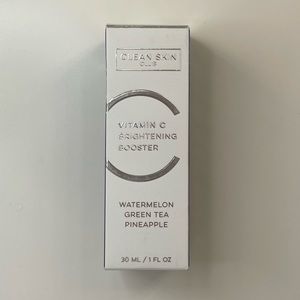 CLEAN SKIN
CLUB
VITAMIN C
BRIGHTENING
BOOSTER
WATERMELON
GREEN TEA
PINEAPPLE
30 ML / 1 FL OZ